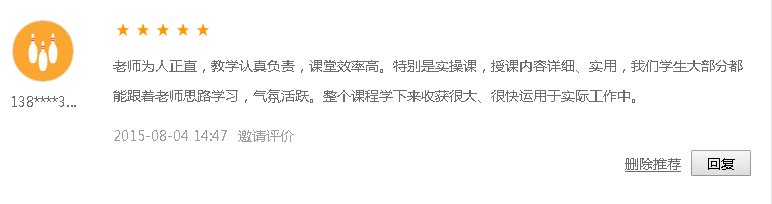 老师为人正直，教学认真负责，课堂效率高。特别是实操课，授课内容详细、实用，我们学生大部分都
能跟着老师思路学习，气氛活跃。整个课程学下来收获很大、很快运用于实际工作中。
138****3...
2015-08-04 14:47 邀请评价
删除推荐 回复